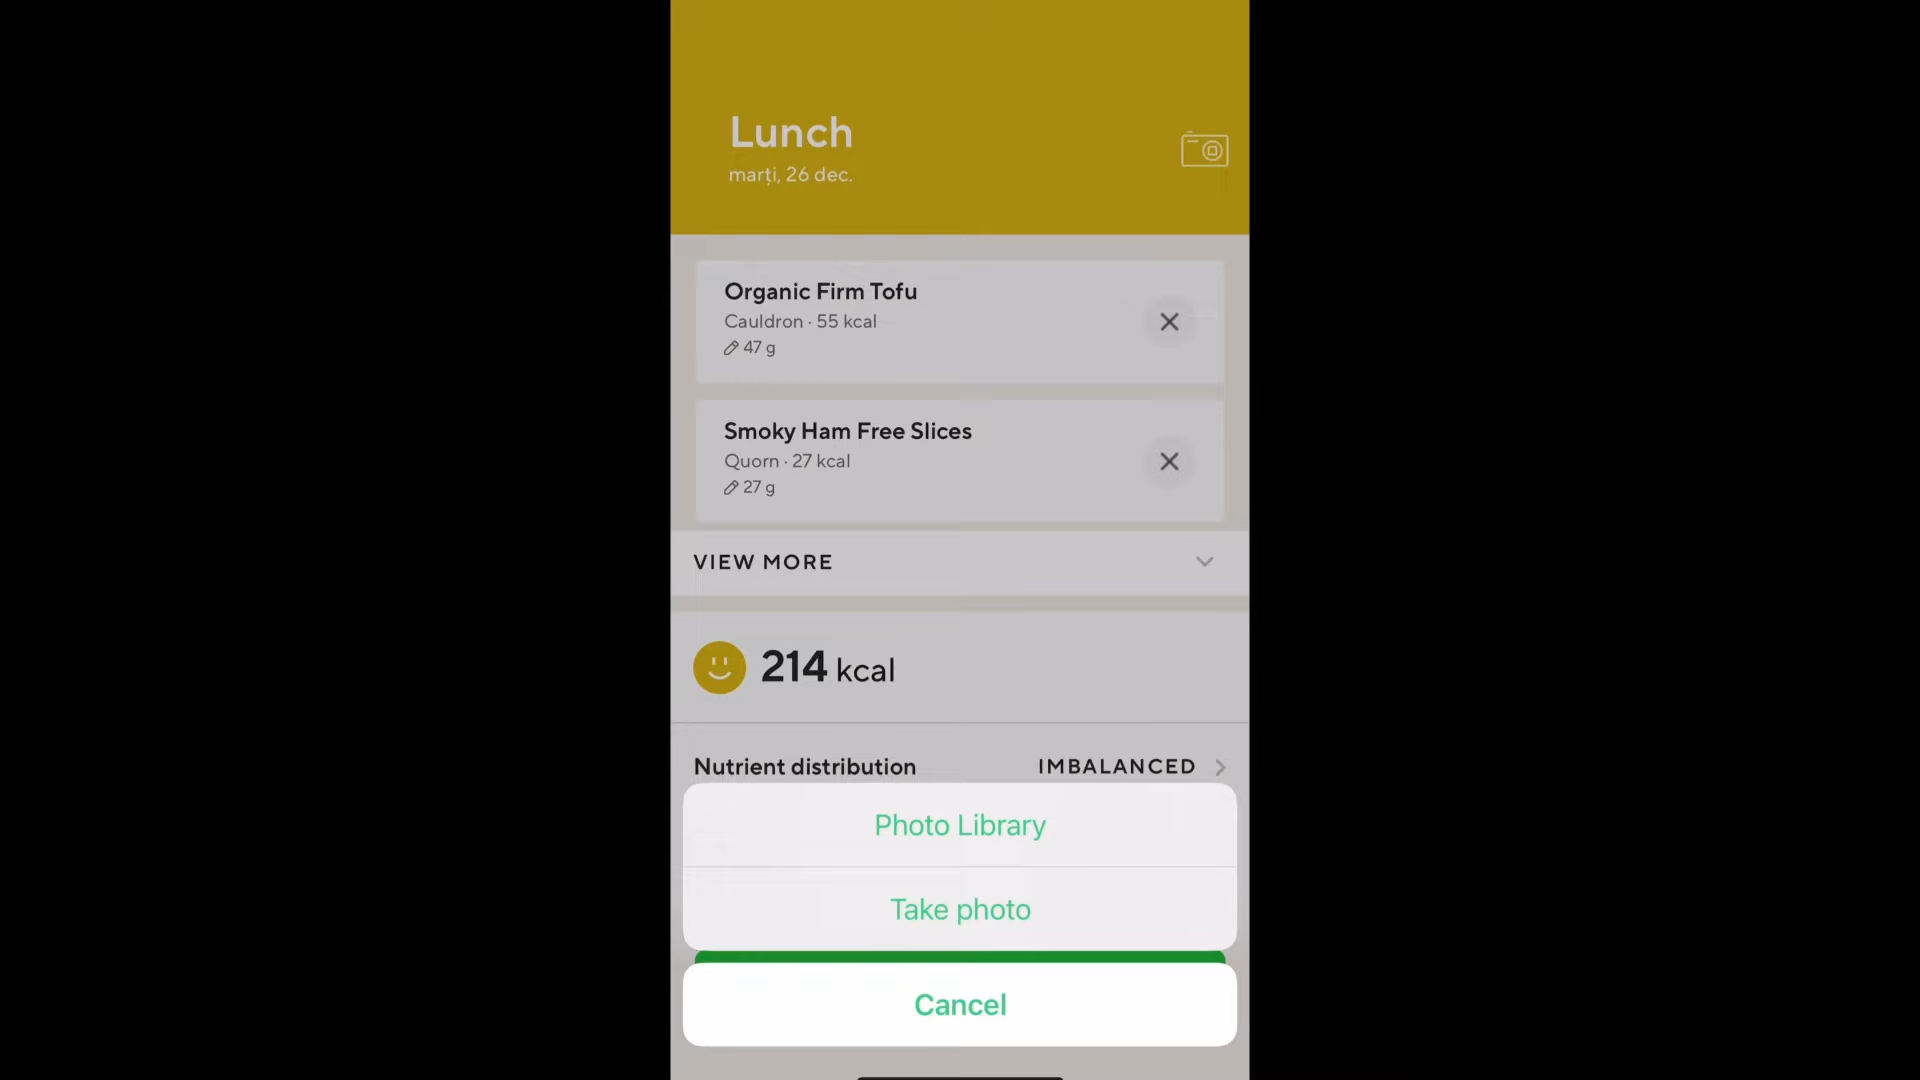 Lunch
marți, 26 dec.
Organic Firm Tofu
Cauldron · 55 kcal
47 g
Smoky Ham Free Slices
Quorn · 27 kcal
27 g
VIEW MORE
214 kcal
Nutrient distribution IMBALANCED
Photo Library
Take photo
Cancel